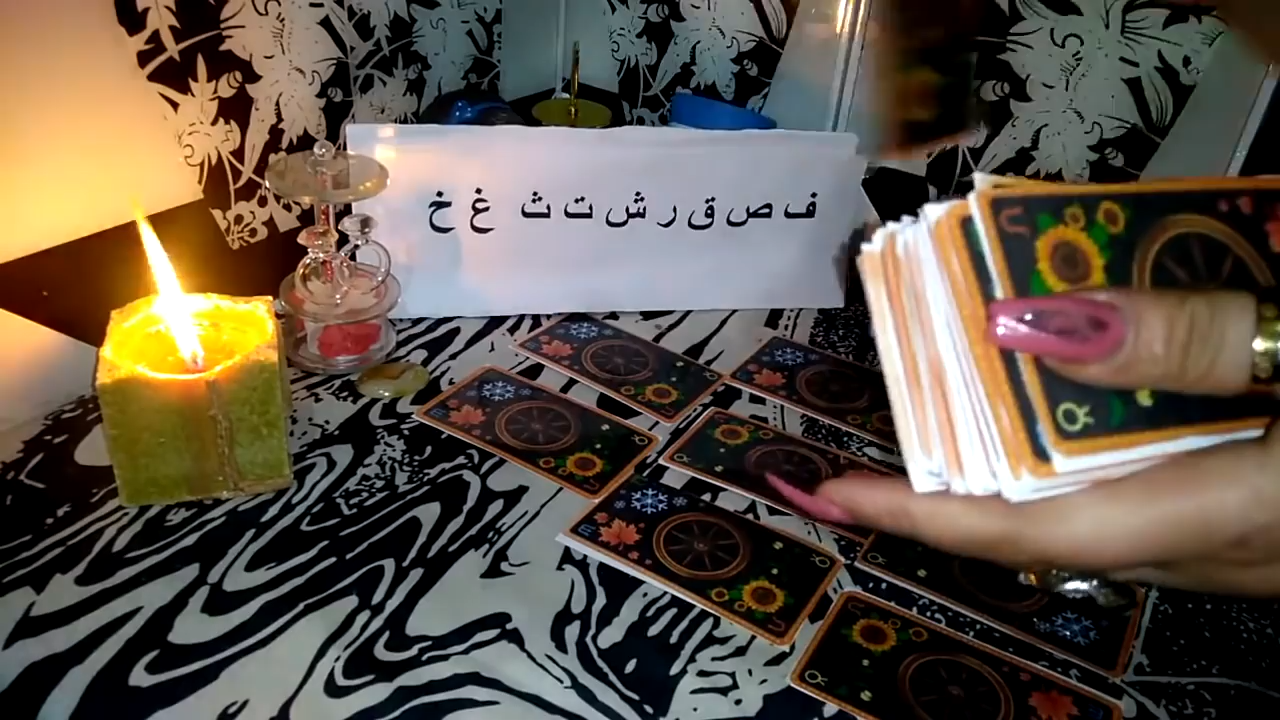 ف ص ق ر ش ت ث غ خ